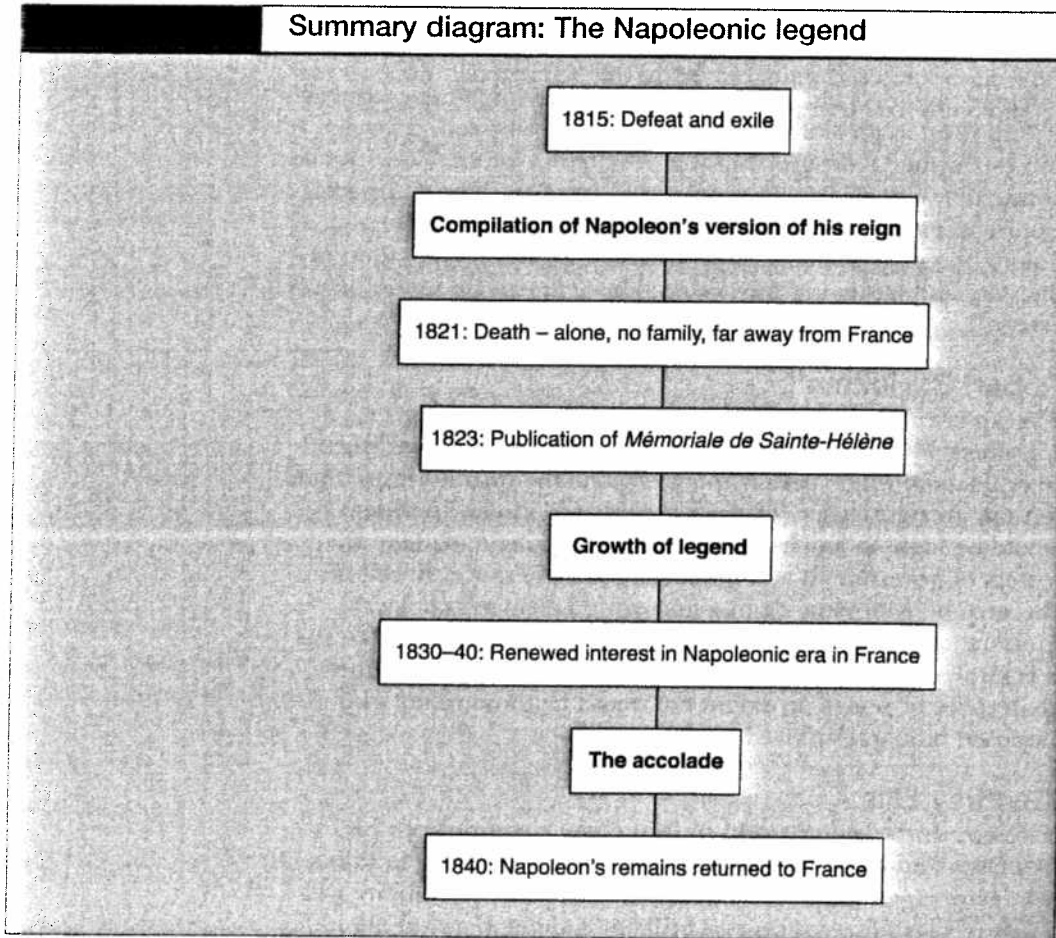 Summary diagram: The Napoleonic legend
1815: Defeat and exile
Compilation of Napoleon's version of his reign
1821: Death – alone, no family, far away from France
1823: Publication of Mémoriale de Sainte-Hélène
Growth of legend
1830–40: Renewed interest in Napoleonic era in France
The accolade
1840: Napoleon's remains returned to France